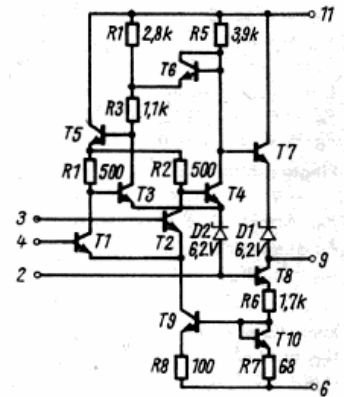 11
R1 2,8k R5 3,9k
T6
R3 1,1k
T5 T7
R1 500 R2 500
T3 T4
3
D2' 6,2V D1' 6,2V
4 T1 T2 9
2 T8
R6 1,7k
T9 T10
R8 100 R7 68
6